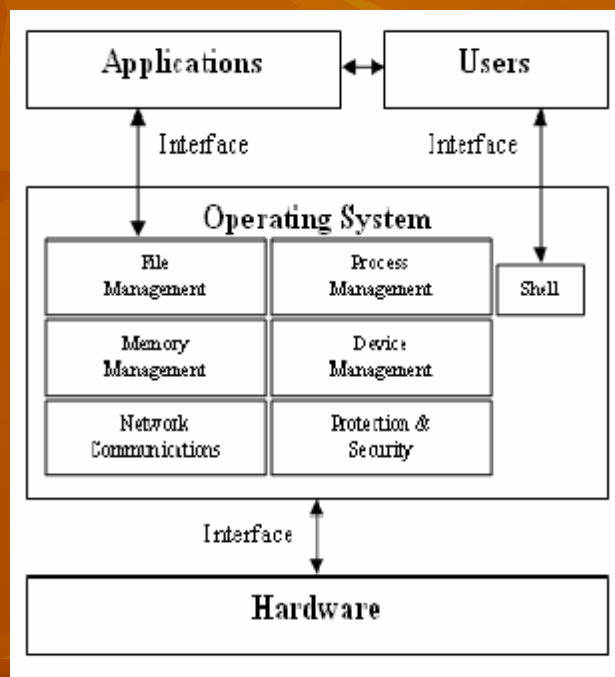 Applications
Users
Interface
Interface
Operating System
File
Management
Process
Management
Shell
Memory
Management
Device
Management
Network
Communications
Protection &
Security
Interface
Hardware